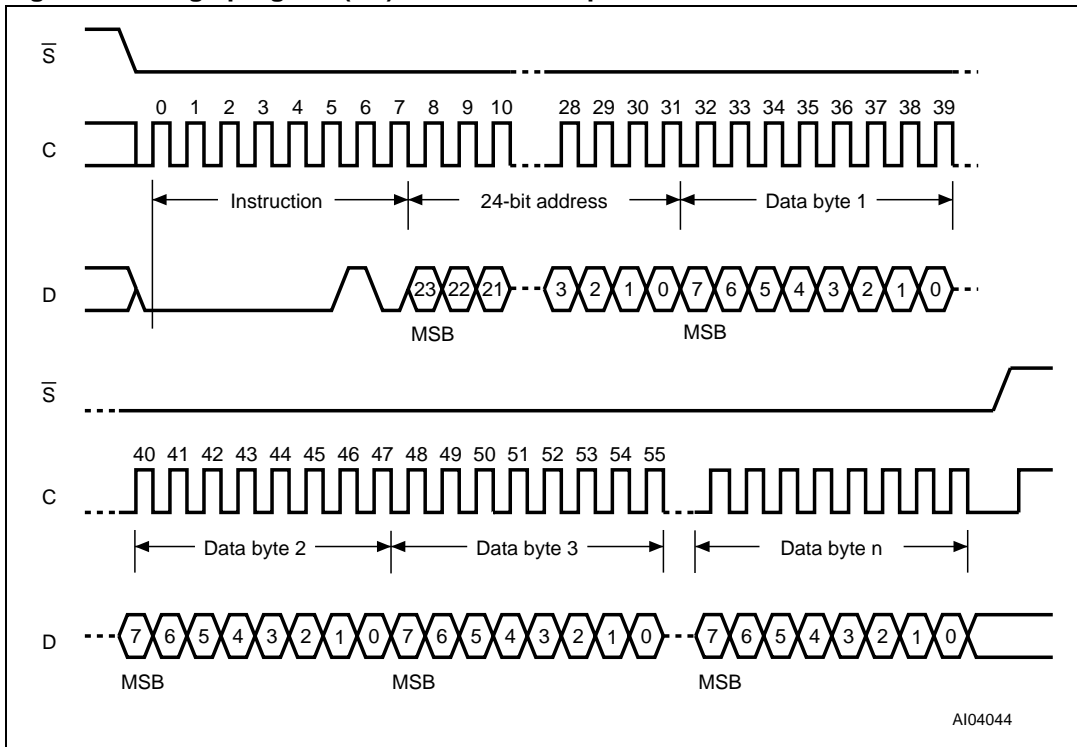 S
0 1 2 3 4 5 6 7 8 9 10 28 29 30 31 32 33 34 35 36 37 38 39
C
Instruction 24-bit address Data byte 1
D 23 22 21 3 2 1 0 7 6 5 4 3 2 1 0
MSB MSB
S
40 41 42 43 44 45 46 47 48 49 50 51 52 53 54 55
C
Data byte 2 Data byte 3 Data byte n
D 7 6 5 4 3 2 1 0 7 6 5 4 3 2 1 0 7 6 5 4 3 2 1 0
MSB MSB MSB
AI04044